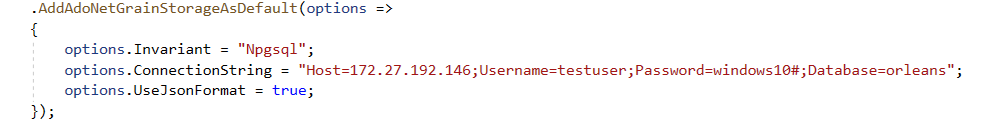 .AddAdoNetGrainStorageAsDefault(options =>
{
options.Invariant = "Npgsql";
options.ConnectionString = "Host=172.27.192.146;Username=testuser;Password=windows10#;Database=orleans";
options.UseJsonFormat = true;
});